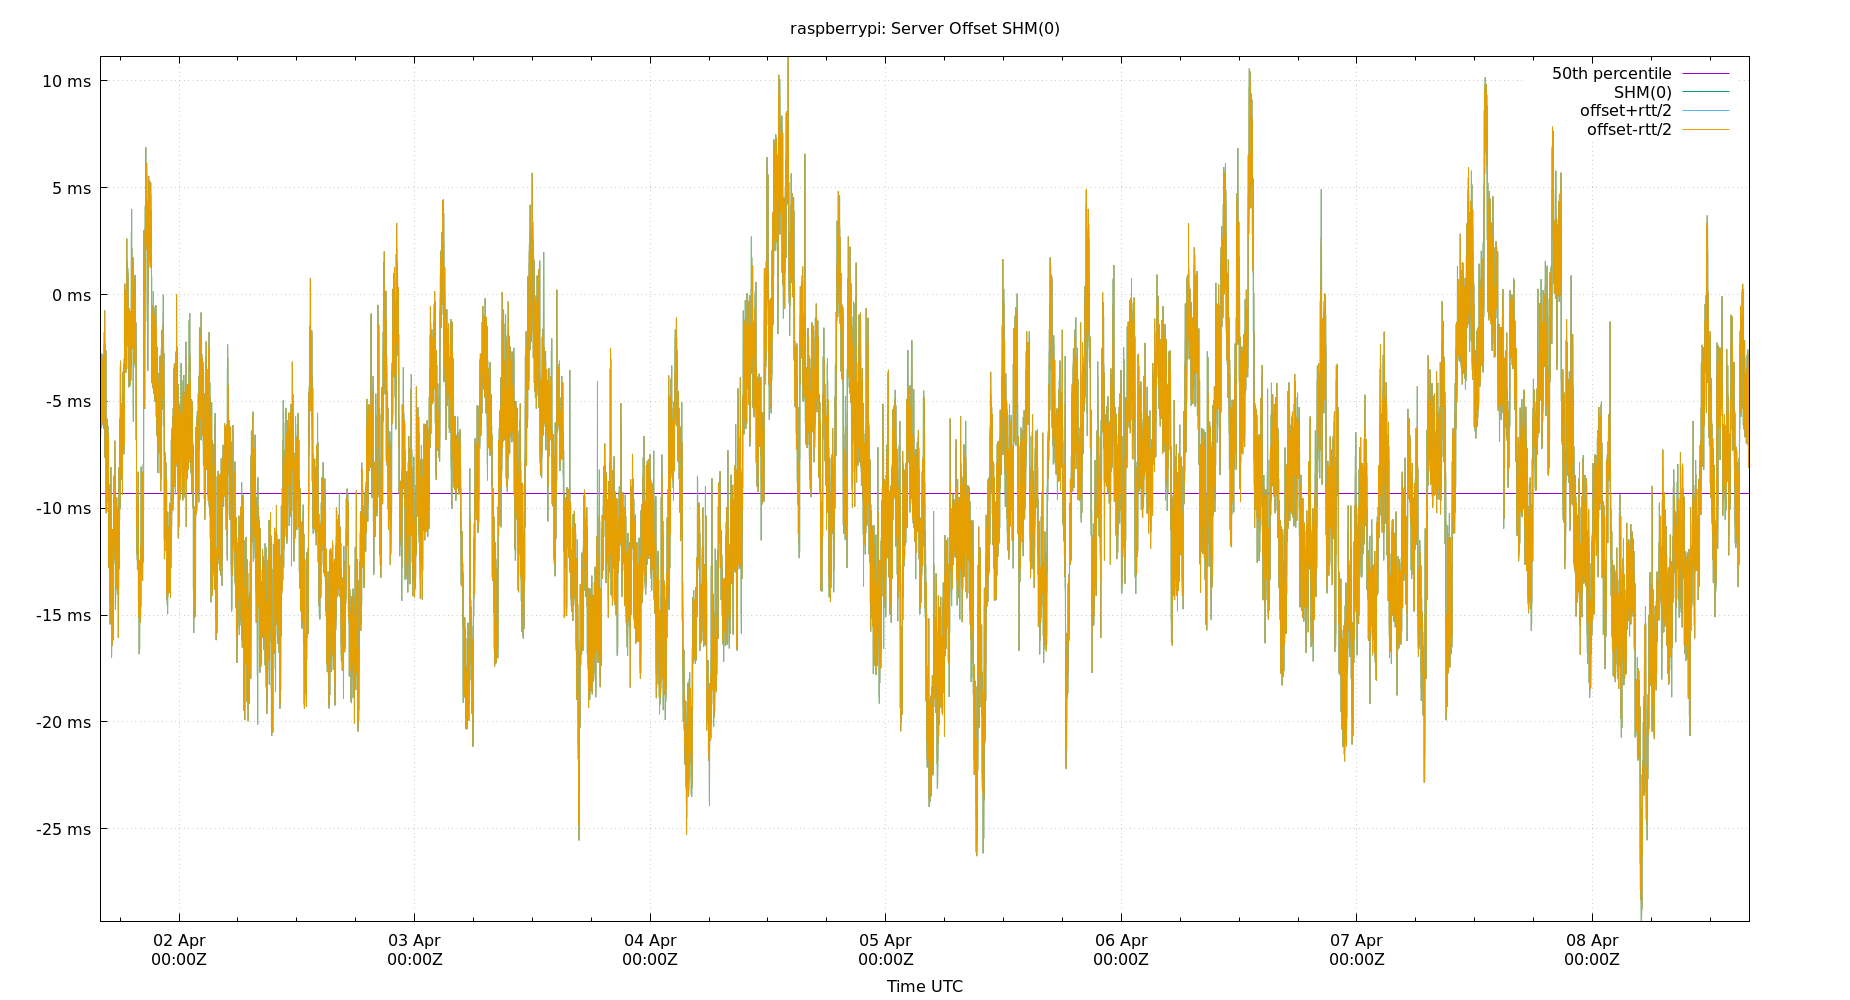 raspberrypi: Server Offset SHM(0)
50th percentile
SHM(0)
offset+rtt/2
offset-rtt/2
10 ms
5 ms
0 ms
-5 ms
-10 ms
-15 ms
-20 ms
-25 ms
02 Apr 03 Apr 04 Apr 05 Apr 06 Apr 07 Apr 08 Apr
00:00Z 00:00Z 00:00Z 00:00Z 00:00Z 00:00Z 00:00Z
Time UTC